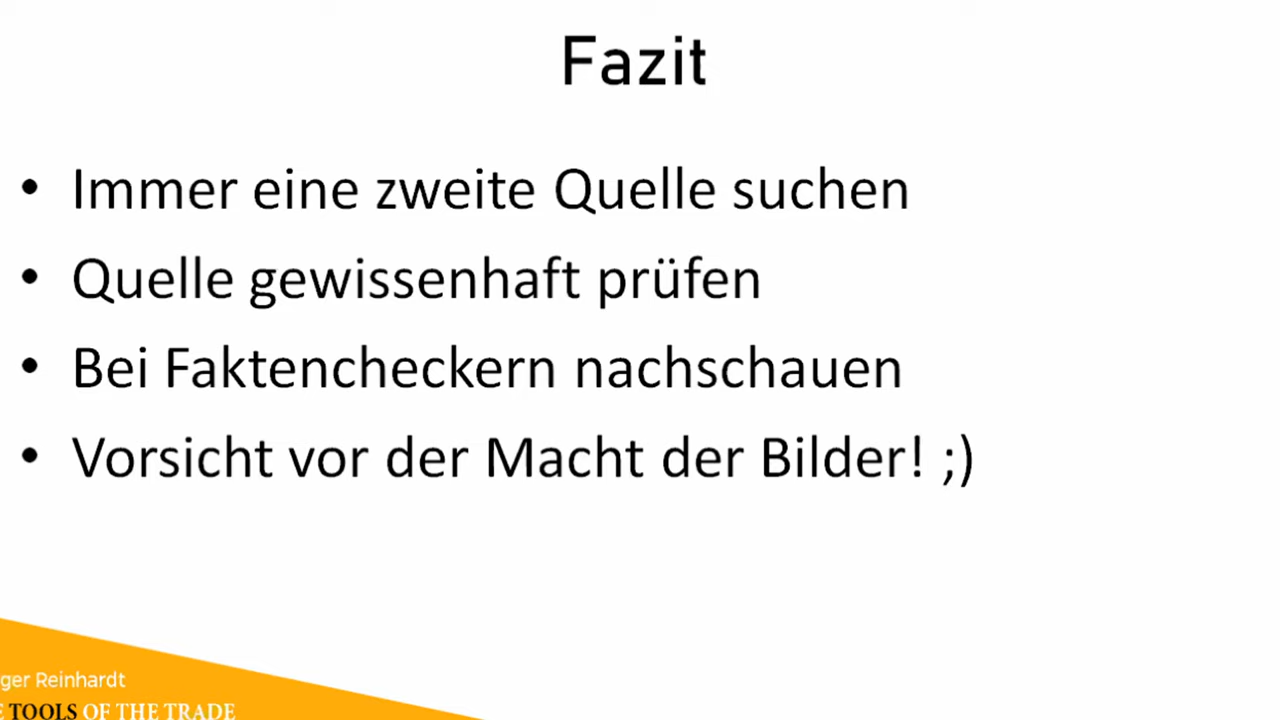 Fazit
• Immer eine zweite Quelle suchen
• Quelle gewissenhaft prüfen
• Bei Faktencheckern nachschauen
• Vorsicht vor der Macht der Bilder! ;)
Reinhardt
TOOLS OF THE TRADE